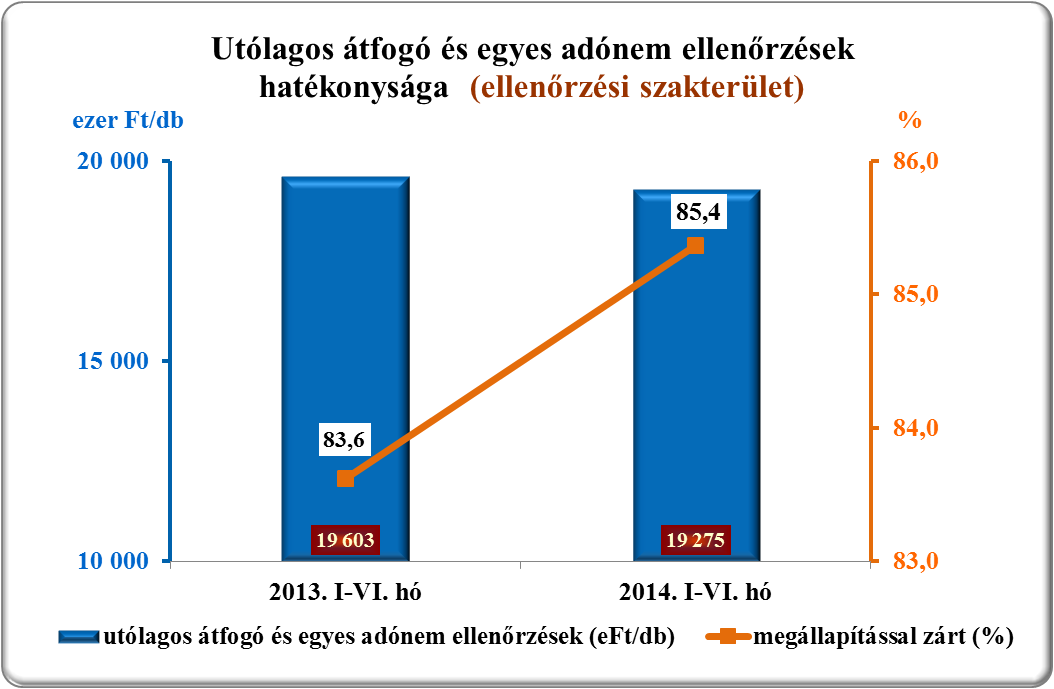 Utólagos átfogó és egyes adónem ellenőrzések
hatékonysága (ellenőrzési szakterület)
ezer Ft/db
%
20 000
86,0
85,4
85,0
15 000
83,6
84,0
19 603
19 275
10 000
83,0
2013. I-VI. hó
2014. I-VI. hó
utólagos átfogó és egyes adónem ellenőrzések (eFt/db)
megállapítással zárt (%)